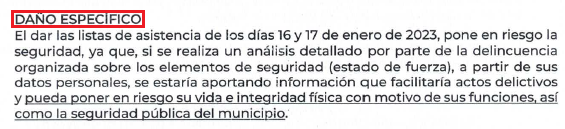 DAÑO ESPECÍFICO
El dar las listas de asistencia de los días 16 y 17 de enero de 2023, pone en riesgo la
seguridad, ya que, si se realiza un análisis detallado por parte de la delincuencia
organizada sobre los elementos de seguridad (estado de fuerza), a partir de sus
datos personales, se estaría aportando información que facilitaría actos delictivos
y pueda poner en riesgo su vida e integridad física con motivo de sus funciones, así
como la seguridad pública del municipio.